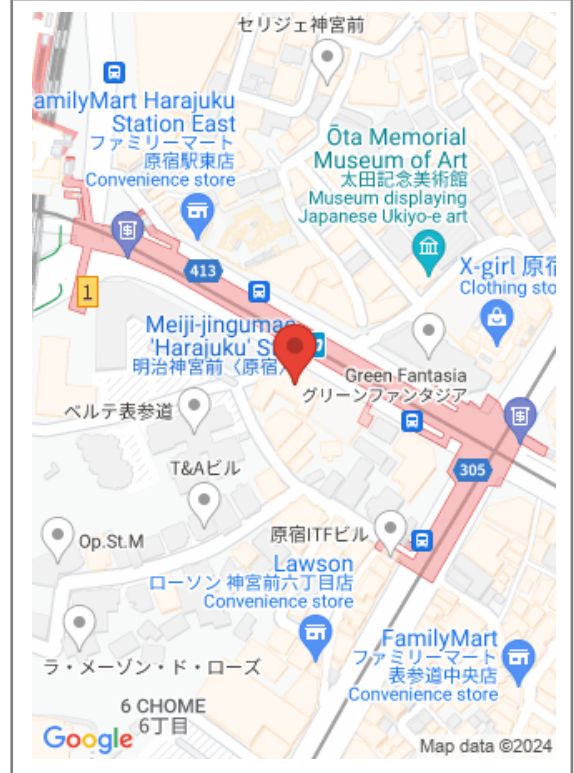 セリジェ神宮前
amilyMart Harajuku
Station East
ファミリーマート
原宿駅東店
Convenience store
Ōta Memorial
Museum of Art
太田記念美術館
Museum displaying
Japanese Ukiyo-e art
X-girl 原宿
Clothing sto
413
1
Meiji-jingumae
'Harajuku' St
明治神宮前〈原宿〉
Green Fantasia
グリーンファンタジア
ベルテ表参道
305
T&Aビル
原宿ITFビル
Op.St.M
Lawson
ローソン 神宮前六丁目店
Convenience store
FamilyMart
ファミリーマート
表参道中央店
Convenience store
ラ・メーゾン・ド・ローズ
6 CHOME
6丁目
Google
Map data ©2024